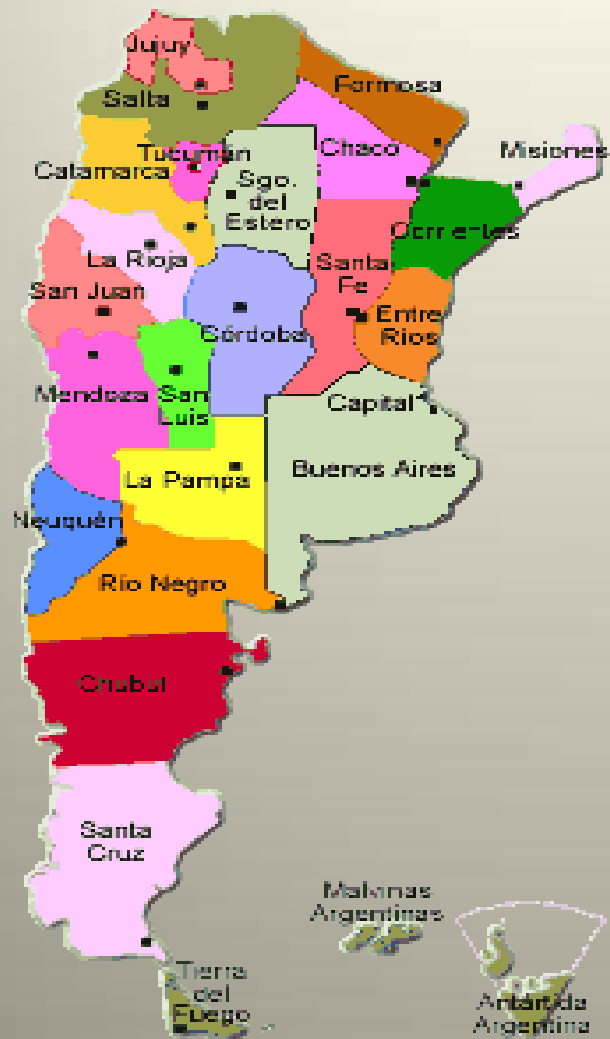 Jujuy
Formosa
Salta
Tucumán
Chaco
Misiones
Catamarca
Sgo.
del
Estero
Corrientes
La Rioja
Santa
Fe
San Juan
Entre
Ríos
Córdoba
Mendoza
San
Luis
Capital
La Pampa
Buenos Aires
Neuquén
Río Negro
Chubut
Santa
Cruz
Malvinas
Argentinas
Tierra
del
Fuego
Antártida
Argentina